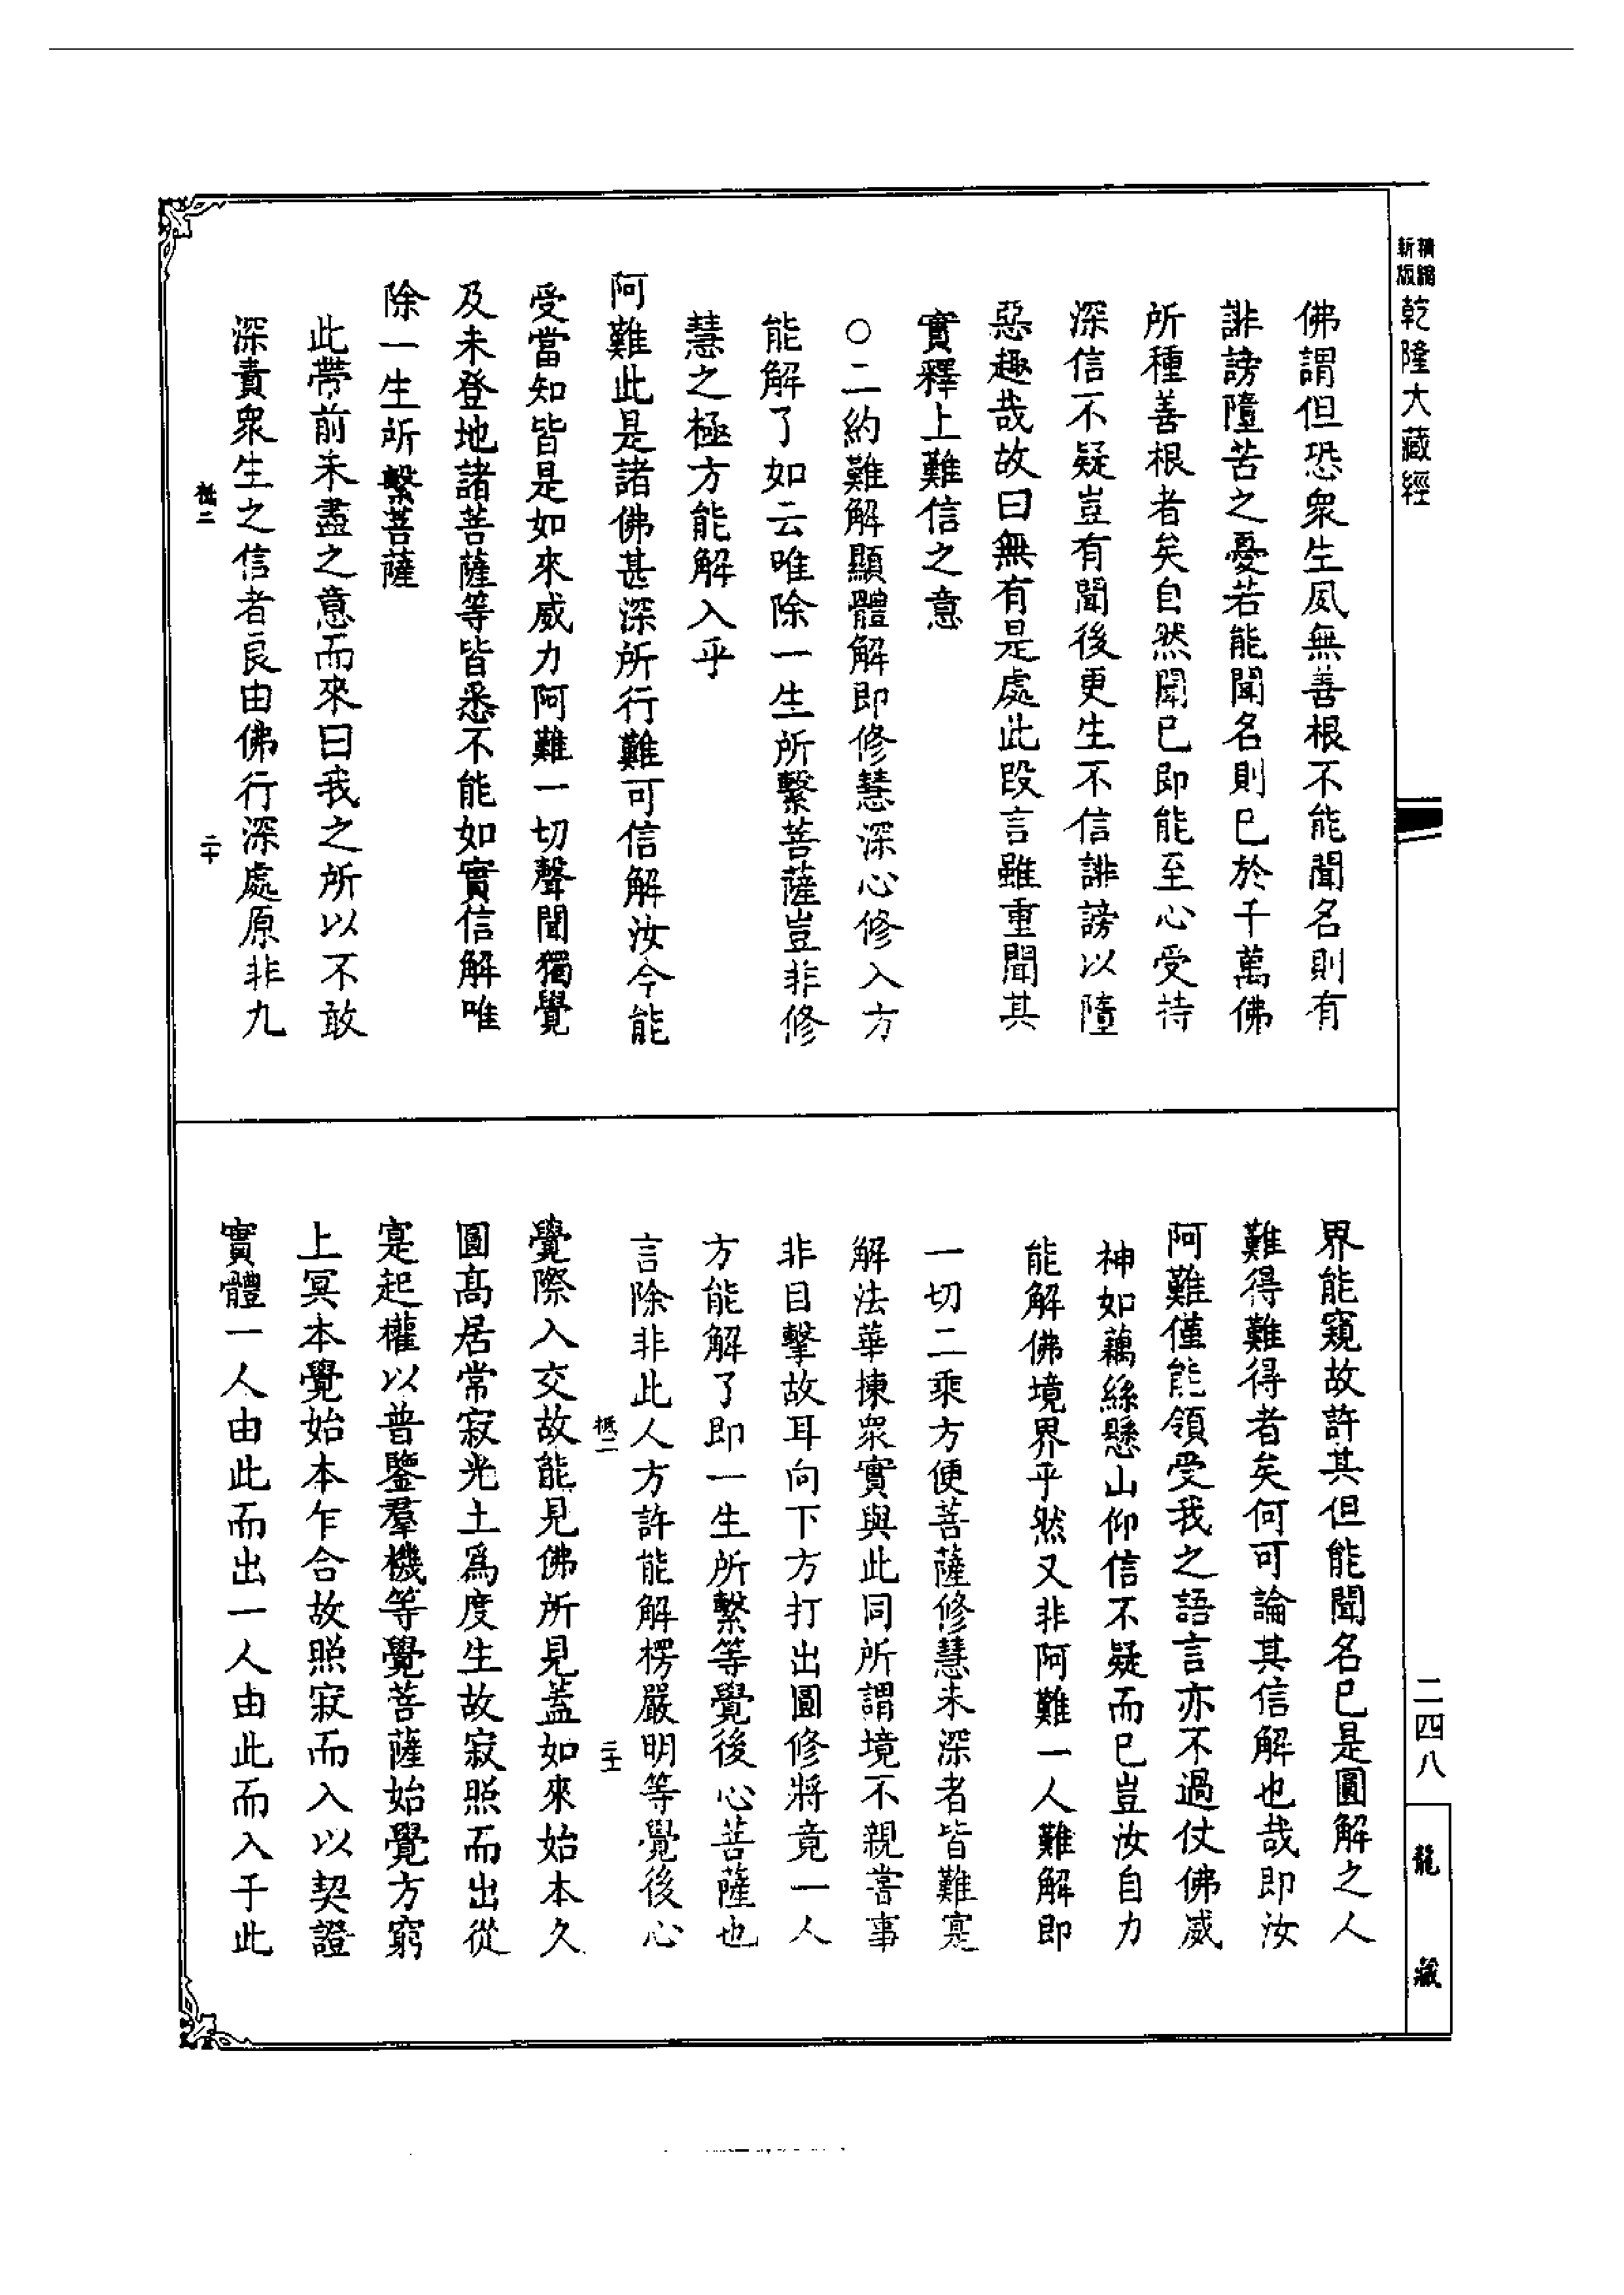 精縮新版乾隆大藏經
佛謂但恐衆生夙無善根不能聞名則有
誹謗墮苦之憂若能聞名則已於千萬佛
所種善根者矣自然聞已即能至心受持
深信不疑豈有聞後更生不信誹謗以墮
惡趣哉故曰無有是處此段言雖重聞其
實釋上難信之意
○二約難解顯體解即修慧深心修入方
能解了如云唯除一生所繫菩薩豈非修
慧之極方能解入乎
阿難此是諸佛甚深所行難可信解汝今能
受當知皆是如來威力阿難一切聲聞獨覺
及未登地諸菩薩等皆悉不能如實信解唯
除一生所繫菩薩
此帶前未盡之意而來曰我之所以不敢
深責衆生之信者良由佛行深處原非九
二十
界能窺故許其但能聞名已是圓解之人
難得難得者矣何可論其信解也哉即汝
阿難僅能領受我之語言亦不過仗佛威
神如藕絲懸山仰信不疑而已豈汝自力
能解佛境界乎然又非阿難一人難解即
一切二乘方便菩薩修慧未深者皆難寔
解法華揀衆實與此同所謂境不親嘗事
非目擊故耳向下方打出圓修將竟一人
方能解了即一生所繫等覺後心菩薩也
言除非此人方許能解楞嚴明等覺後心
二十一
覺際入交故能見佛所見蓋如來始本久
圓高居常寂光土爲度生故寂照而出從
寔起權以普鑒羣機等覺菩薩始覺方窮
上冥本覺始本乍合故照寂而入以契證
實體一人由此而出一人由此而入于此
二四八
龍藏